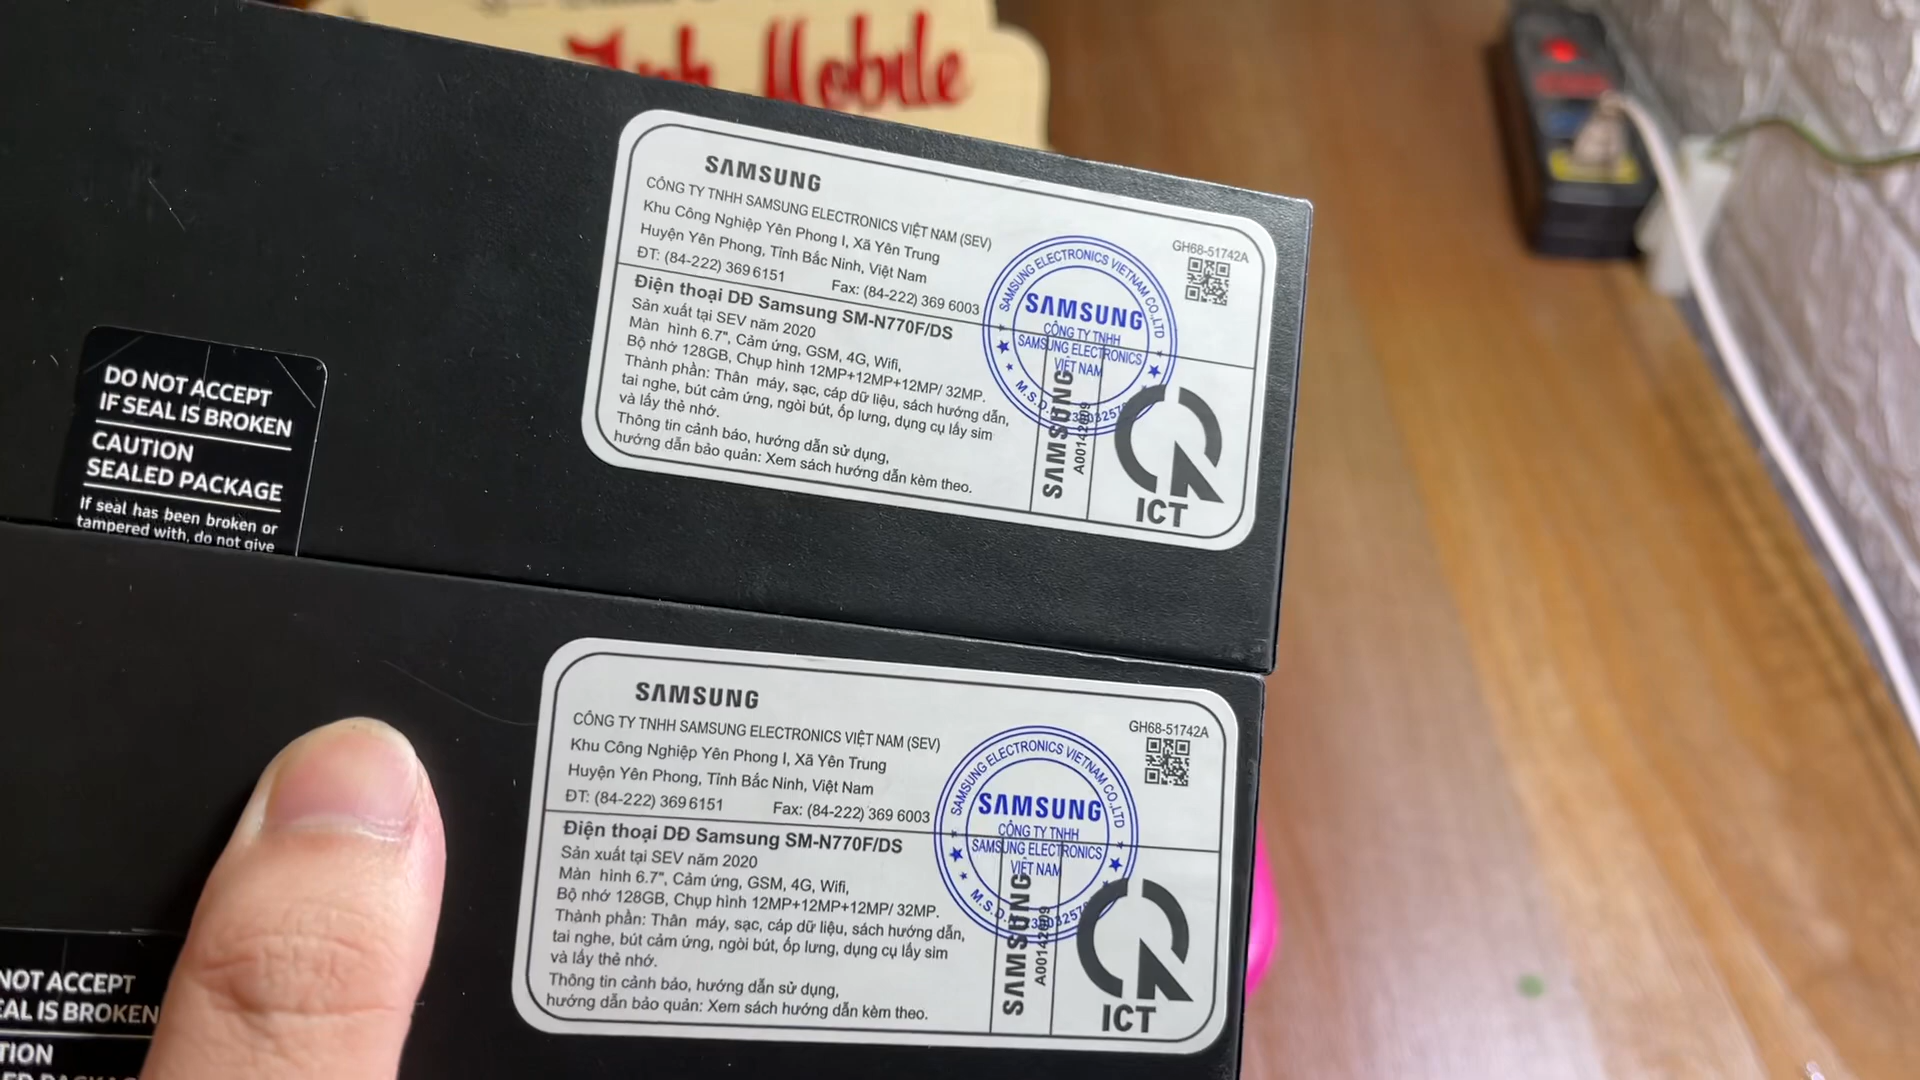 Mobile
SAMSUNG
CÔNG TY TNHH SAMSUNG ELECTRONICS VIỆT NAM (SEV)
Khu Công Nghiệp Yên Phong I, Xã Yên Trung
Huyện Yên Phong, Tỉnh Bắc Ninh, Việt Nam
ĐT: (84-222) 369 6151 Fax: (84-222) 369 6003
GH68-51742A
Điện thoại DĐ Samsung SM-N770F/DS
Sản xuất tại SEV năm 2020
Màn hình 6.7", Cảm ứng, GSM, 4G, Wifi,
Bộ nhớ 128GB, Chụp hình 12MP+12MP+12MP/ 32MP.
Thành phần: Thân máy, sạc, cáp dữ liệu, sách hướng dẫn,
tai nghe, bút cảm ứng, ngòi bút, ốp lưng, dụng cụ lấy sim
và lấy thẻ nhớ.
Thông tin cảnh báo, hướng dẫn sử dụng,
hướng dẫn bảo quản: Xem sách hướng dẫn kèm theo.
SAMSUNG ELECTRONICS VIETNAM CO.,LTD
SAMSUNG
CÔNG TY TNHH
SAMSUNG ELECTRONICS
VIỆT NAM
SAMSUNG
ICT
DO NOT ACCEPT
IF SEAL IS BROKEN
CAUTION
SEALED PACKAGE
If seal has been broken or
tampered with, do not give
SAMSUNG
CÔNG TY TNHH SAMSUNG ELECTRONICS VIỆT NAM (SEV)
Khu Công Nghiệp Yên Phong I, Xã Yên Trung
Huyện Yên Phong, Tỉnh Bắc Ninh, Việt Nam
ĐT: (84-222) 369 6151 Fax: (84-222) 369 6003
GH68-51742A
Điện thoại DĐ Samsung SM-N770F/DS
Sản xuất tại SEV năm 2020
Màn hình 6.7", Cảm ứng, GSM, 4G, Wifi,
Bộ nhớ 128GB, Chụp hình 12MP+12MP+12MP/ 32MP.
Thành phần: Thân máy, sạc, cáp dữ liệu, sách hướng dẫn,
tai nghe, bút cảm ứng, ngòi bút, ốp lưng, dụng cụ lấy sim
và lấy thẻ nhớ.
Thông tin cảnh báo, hướng dẫn sử dụng,
hướng dẫn bảo quản: Xem sách hướng dẫn kèm theo.
SAMSUNG ELECTRONICS VIETNAM CO.,LTD
SAMSUNG
CÔNG TY TNHH
SAMSUNG ELECTRONICS
VIỆT NAM
SAMSUNG
ICT
NOT ACCEPT
IS BROKEN